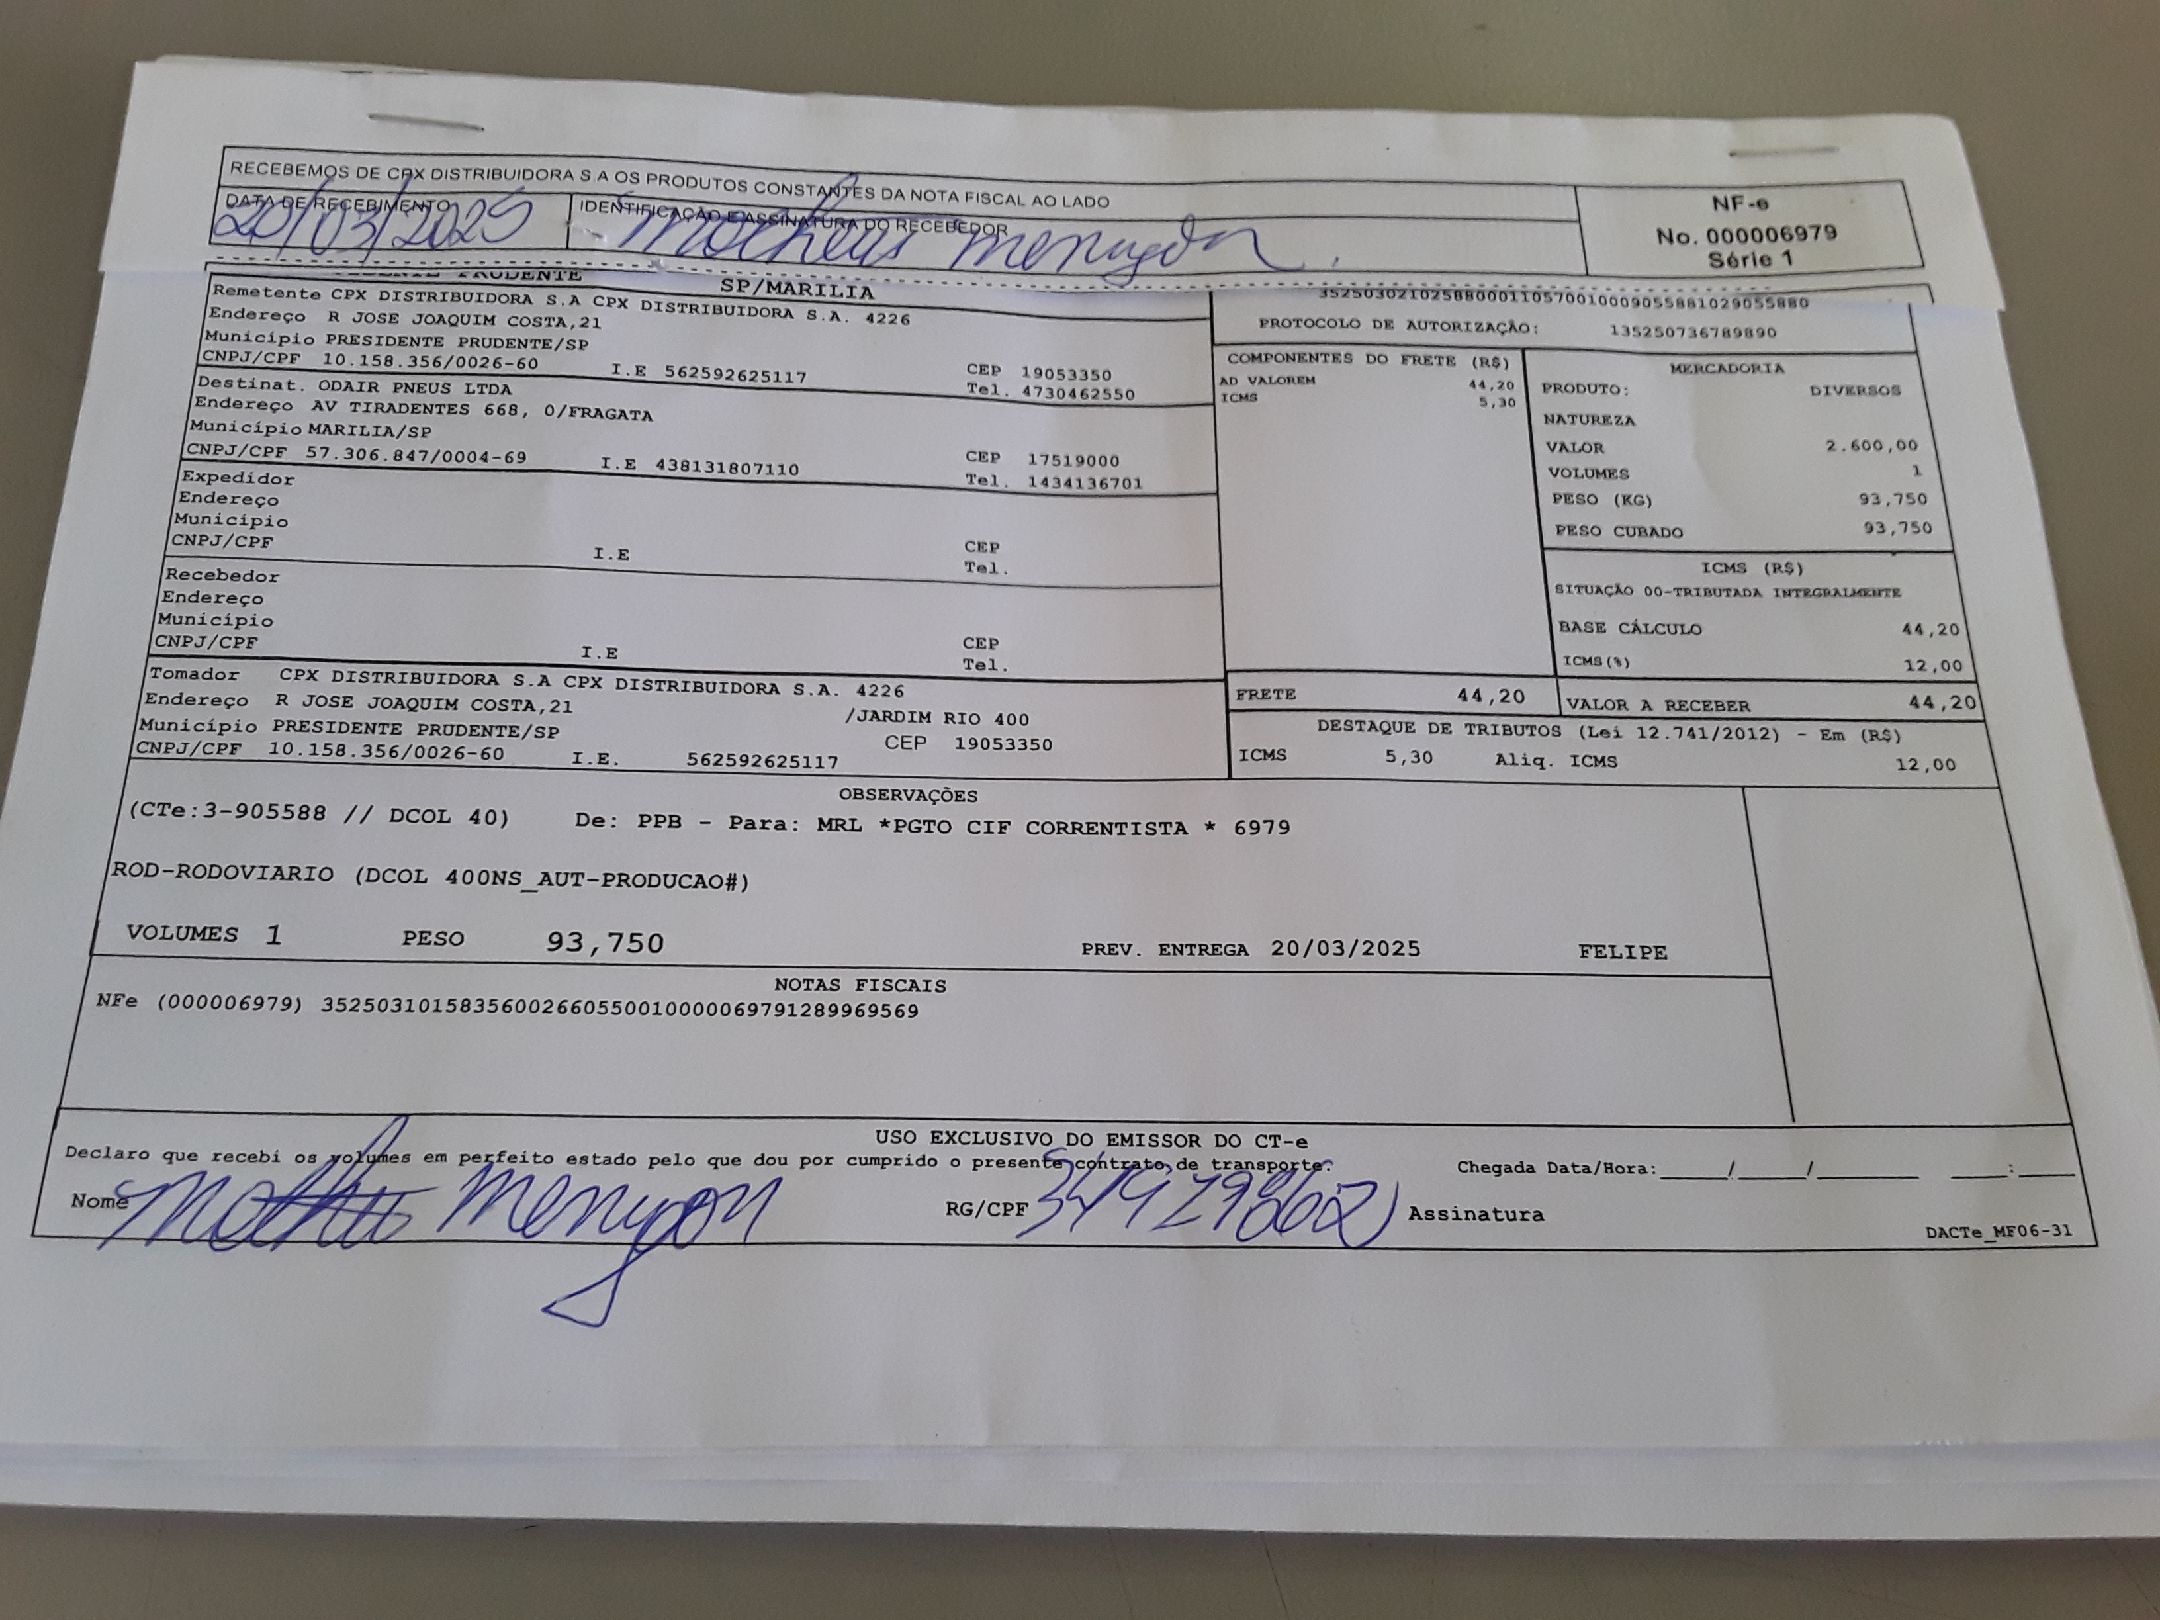 RECEBEMOS DE CPX DISTRIBUIDORA S A OS PRODUTOS CONSTANTES DA NOTA FISCAL AO LADO
DATA DE RECEBIMENTO
IDENTIFICAÇÃO E ASSINATURA DO RECEBEDOR
20/03/2025
NF-e
No. 000006979
Série 1
PRUDENTE SP/MARILIA
Remetente CPX DISTRIBUIDORA S.A CPX DISTRIBUIDORA S.A. 4226
Endereço R JOSE JOAQUIM COSTA,21
Município PRESIDENTE PRUDENTE/SP
CNPJ/CPF 10.158.356/0026-60 I.E 562592625117 CEP 19053350
Tel. 4730462550
Destinat. ODAIR PNEUS LTDA
Endereço AV TIRADENTES 668, 0/FRAGATA
Município MARILIA/SP
CNPJ/CPF 57.306.847/0004-69 I.E 438131807110 CEP 17519000
Tel. 1434136701
Expedidor
Endereço
Município
CNPJ/CPF I.E CEP
Tel.
Recebedor
Endereço
Município
CNPJ/CPF I.E CEP
Tel.
Tomador CPX DISTRIBUIDORA S.A CPX DISTRIBUIDORA S.A. 4226
Endereço R JOSE JOAQUIM COSTA,21 /JARDIM RIO 400
Município PRESIDENTE PRUDENTE/SP CEP 19053350
CNPJ/CPF 10.158.356/0026-60 I.E. 562592625117
35250302102588000110570010009055881029055880
PROTOCOLO DE AUTORIZAÇÃO: 135250736789890
COMPONENTES DO FRETE (R$)
AD VALOREM 44,20
ICMS 5,30
MERCADORIA
PRODUTO: DIVERSOS
NATUREZA
VALOR 2.600,00
VOLUMES 1
PESO (KG) 93,750
PESO CUBADO 93,750
ICMS (R$)
SITUAÇÃO 00-TRIBUTADA INTEGRALMENTE
BASE CÁLCULO 44,20
ICMS(%) 12,00
FRETE 44,20 VALOR A RECEBER 44,20
DESTAQUE DE TRIBUTOS (Lei 12.741/2012) - Em (R$)
ICMS 5,30 Aliq. ICMS 12,00
OBSERVAÇÕES
(CTe:3-905588 // DCOL 40) De: PPB - Para: MRL *PGTO CIF CORRENTISTA * 6979
ROD-RODOVIARIO (DCOL 400NS_AUT-PRODUCAO#)
VOLUMES 1 PESO 93,750 PREV. ENTREGA 20/03/2025 FELIPE
NOTAS FISCAIS
NFe (000006979) 35250310158356002660550010000069791289969569
USO EXCLUSIVO DO EMISSOR DO CT-e
Declaro que recebi os volumes em perfeito estado pelo que dou por cumprido o presente contrato de transporte. Chegada Data/Hora:____/____/______ ___:____
Nome RG/CPF Assinatura
DACTe_MF06-31